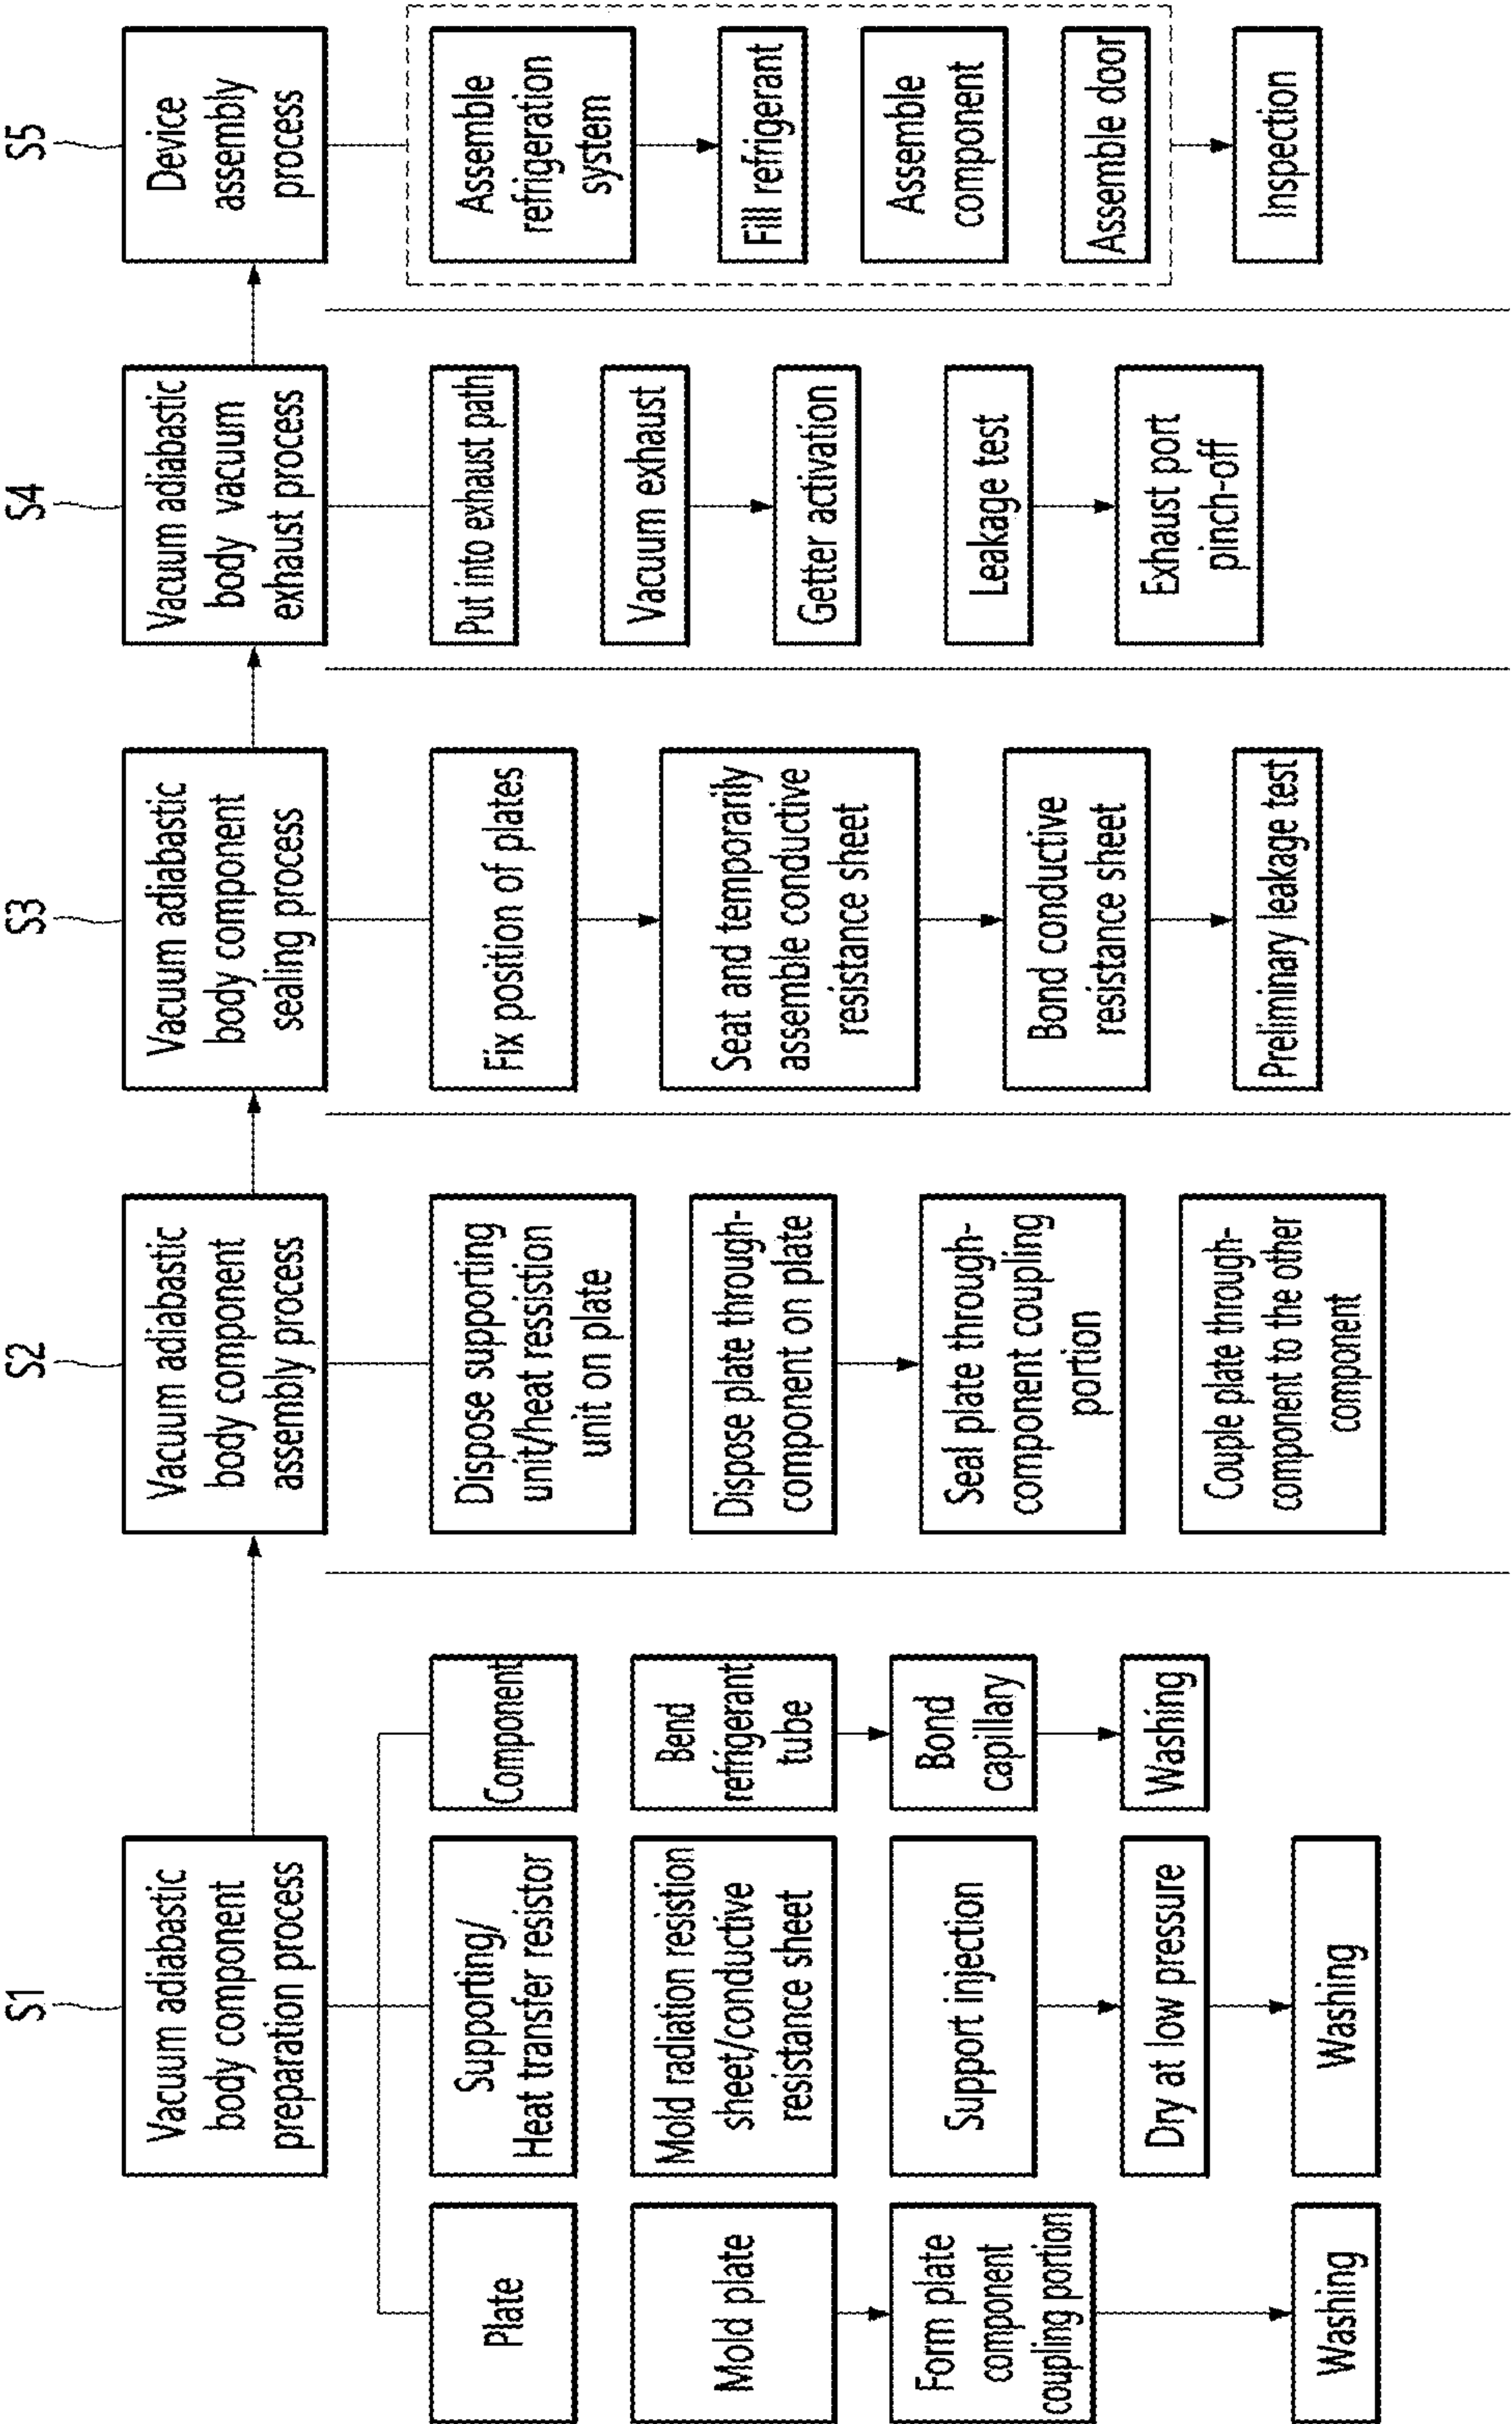 S1
Vacuum adiabastic
body component
preparation process
Plate
Mold plate
Form plate
component
coupling portion
Washing
Supporting/
Heat transfer resistor
Mold radiation resistion
sheet/conductive
resistance sheet
Support injection
Dry at low pressure
Washing
Component
Bend
refrigerant
tube
Bond
capillary
Washing
S2
Vacuum adiabastic
body component
assembly process
Dispose supporting
unit/heat resistion
unit on plate
Dispose plate through-
component on plate
Seal plate through-
component coupling
portion
Couple plate through-
component to the other
component
S3
Vacuum adiabastic
body component
sealing process
Fix position of plates
Seat and temporarily
assemble conductive
resistance sheet
Bond conductive
resistance sheet
Preliminary leakage test
S4
Vacuum adiabastic
body vacuum
exhaust process
Put into exhaust path
Vacuum exhaust
Getter activation
Leakage test
Exhaust port
pinch-off
S5
Device
assembly
process
Assemble
refrigeration
system
Fill refrigerant
Assemble
component
Assemble door
Inspection